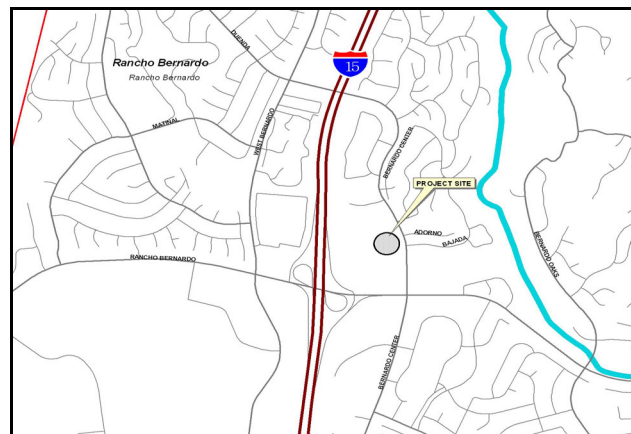 DUENDA
Rancho Bernardo
Rancho Bernardo
15
MATINAL
WEST BERNARDO
BERNARDO CENTER
PROJECT SITE
ADORNO
BAJADA
BERNARDO OAKS
RANCHO BERNARDO
BERNARDO CENTER